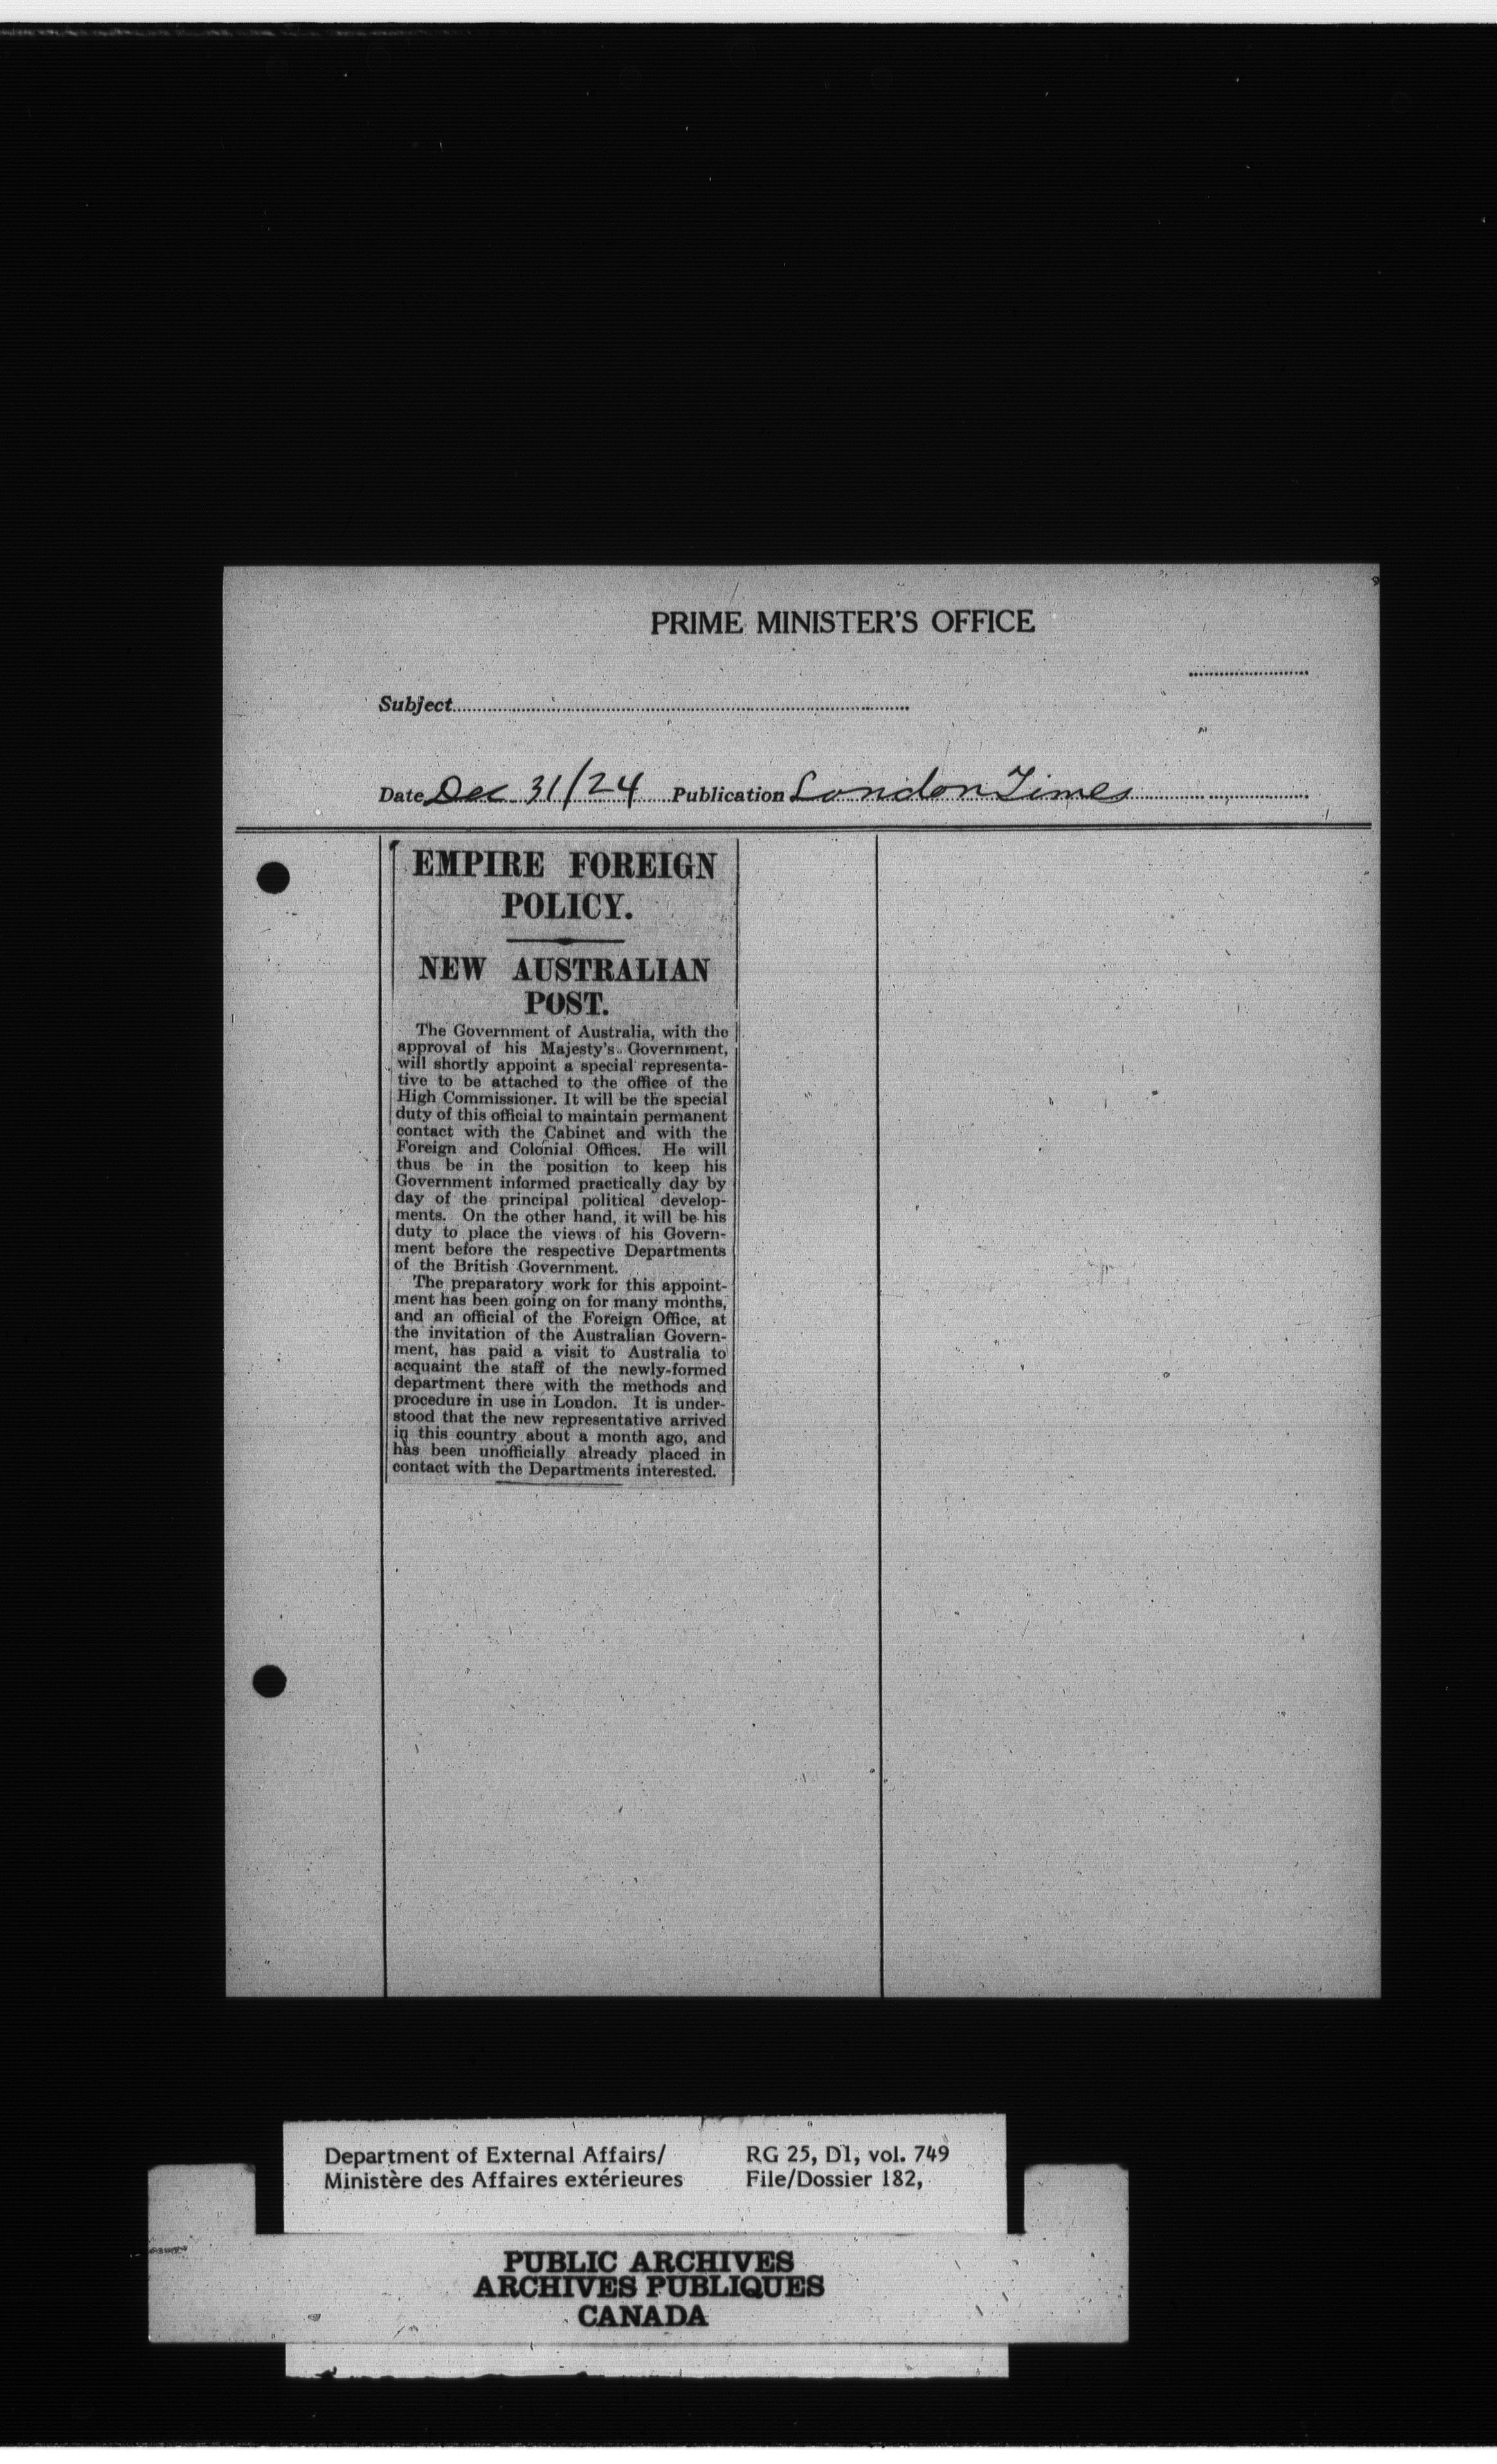 PRIME MINISTER'S OFFICE
Subject
Date Dec 31/24 Publication London Times
EMPIRE FOREIGN
POLICY.
NEW AUSTRALIAN
POST.
The Government of Australia, with the
approval of his Majesty's Government,
will shortly appoint a special representa-
tive to be attached to the office of the
High Commissioner. It will be the special
duty of this official to maintain permanent
contact with the Cabinet and with the
Foreign and Colonial Offices. He will
thus be in the position to keep his
Government informed practically day by
day of the principal political develop-
ments. On the other hand, it will be his
duty to place the views of his Govern-
ment before the respective Departments
of the British Government.
The preparatory work for this appoint-
ment has been going on for many months,
and an official of the Foreign Office, at
the invitation of the Australian Govern-
ment, has paid a visit to Australia to
acquaint the staff of the newly-formed
department there with the methods and
procedure in use in London. It is under-
stood that the new representative arrived
in this country about a month ago, and
has been unofficially already placed in
contact with the Departments interested.
Department of External Affairs/ RG 25, D1, vol. 749
Ministère des Affaires extérieures File/Dossier 182,
PUBLIC ARCHIVES
ARCHIVES PUBLIQUES
CANADA